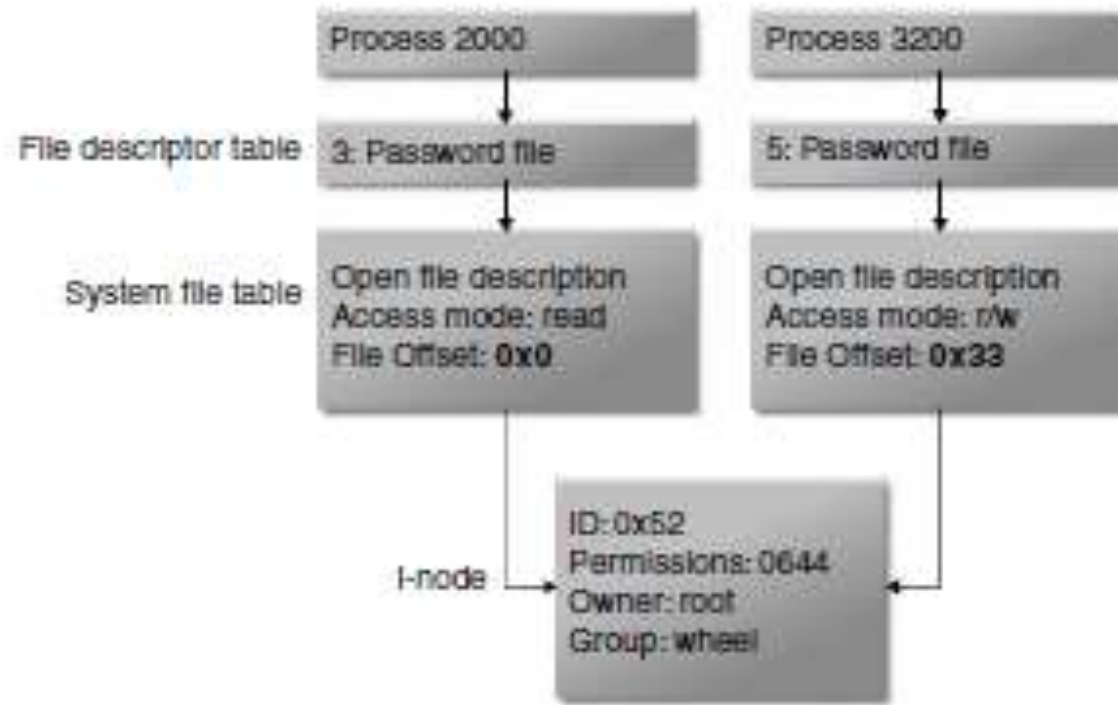 Process 2000
Process 3200
File descriptor table
3: Password file
5: Password file
System file table
Open file description
Access mode: read
File Offset: 0x0
Open file description
Access mode: r/w
File Offset: 0x33
I-node
ID: 0x52
Permissions: 0644
Owner: root
Group: wheel